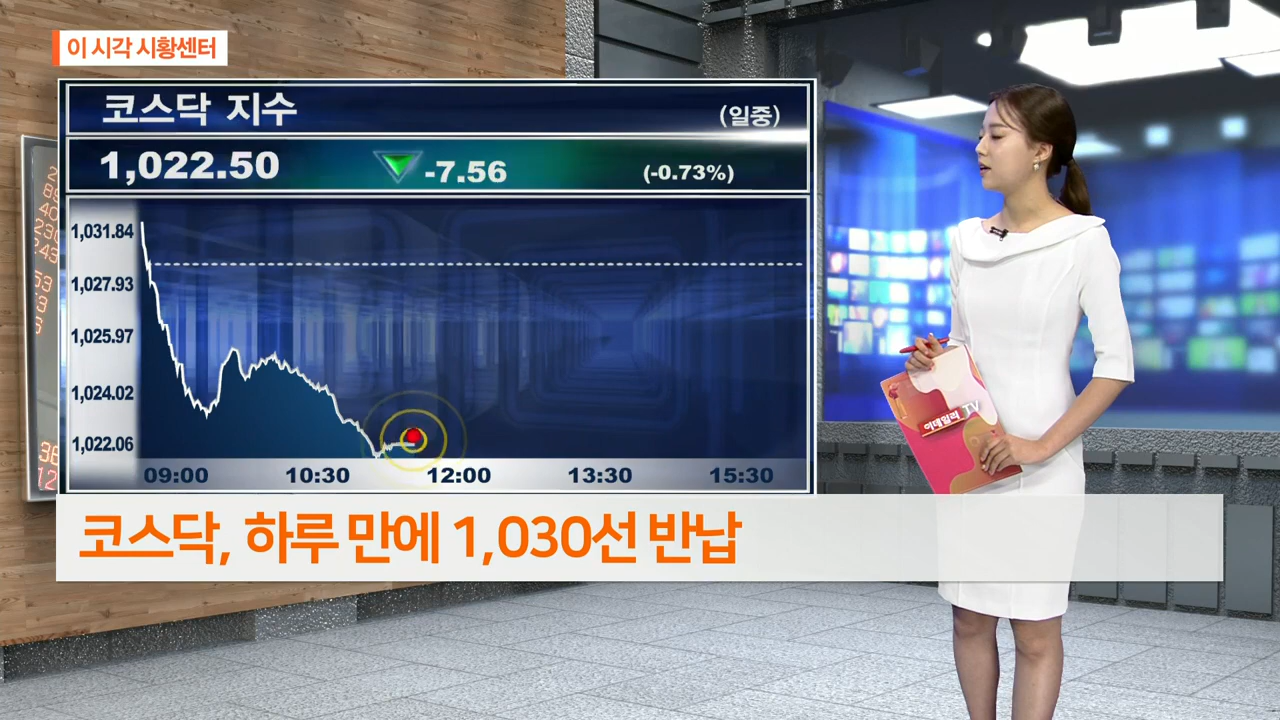 이 시각 시황센터
코스닥 지수 (일중)
1,022.50 -7.56 (-0.73%)
1,031.84
1,027.93
1,025.97
1,024.02
1,022.06
09:00 10:30 12:00 13:30 15:30
이데일리 TV
코스닥, 하루 만에 1,030선 반납